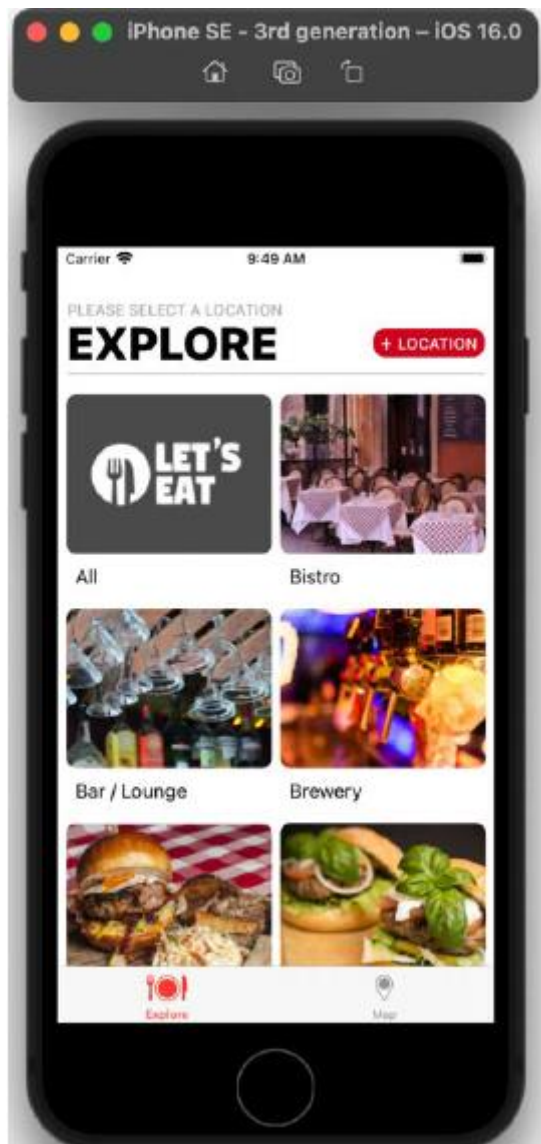 iPhone SE - 3rd generation – iOS 16.0
Carrier 9:49 AM
PLEASE SELECT A LOCATION
EXPLORE
+ LOCATION
LET'S
EAT
All Bistro
Bar / Lounge Brewery
Explore Map